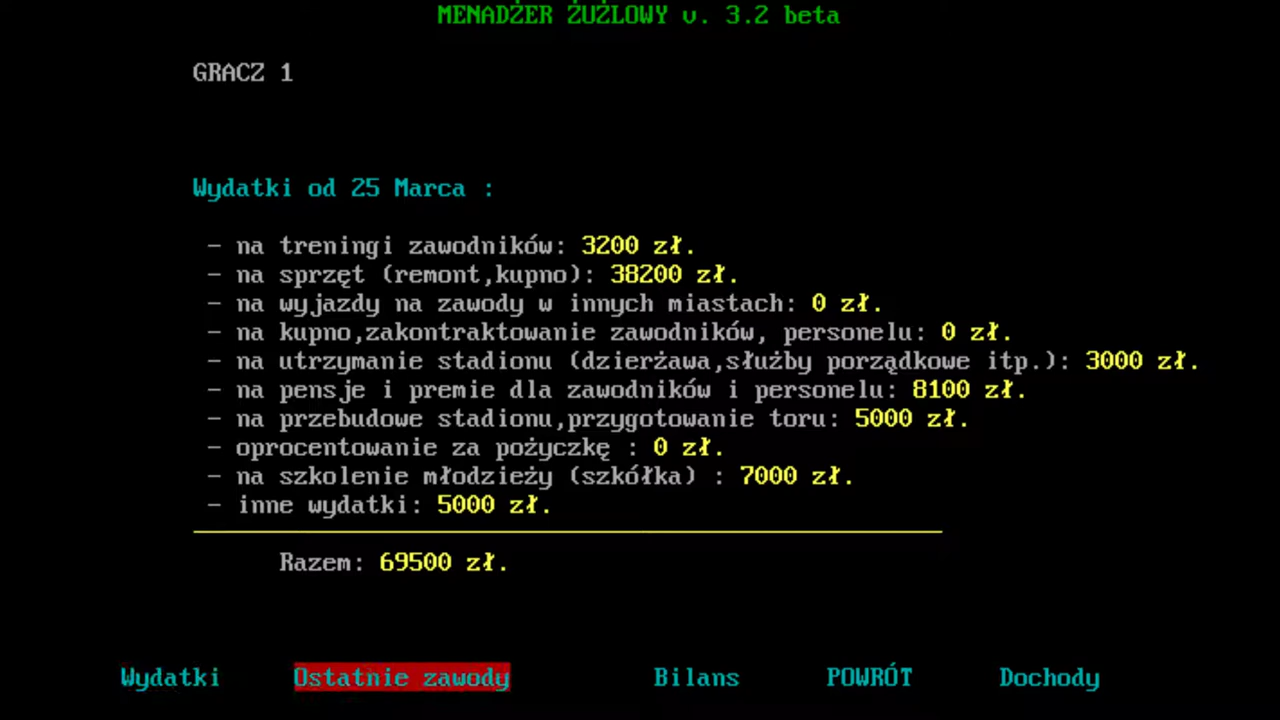 MENADŻER ŻUŻLOWY v. 3.2 beta
GRACZ 1
Wydatki od 25 Marca :
- na treningi zawodników: 3200 zł.
- na sprzęt (remont,kupno): 38200 zł.
- na wyjazdy na zawody w innych miastach: 0 zł.
- na kupno,zakontraktowanie zawodników, personelu: 0 zł.
- na utrzymanie stadionu (dzierżawa,służby porządkowe itp.): 3000 zł.
- na pensje i premie dla zawodników i personelu: 8100 zł.
- na przebudowe stadionu,przygotowanie toru: 5000 zł.
- oprocentowanie za pożyczkę : 0 zł.
- na szkolenie młodzieży (szkółka) : 7000 zł.
- inne wydatki: 5000 zł.
Razem: 69500 zł.
Wydatki Ostatnie zawody Bilans POWRÓT Dochody